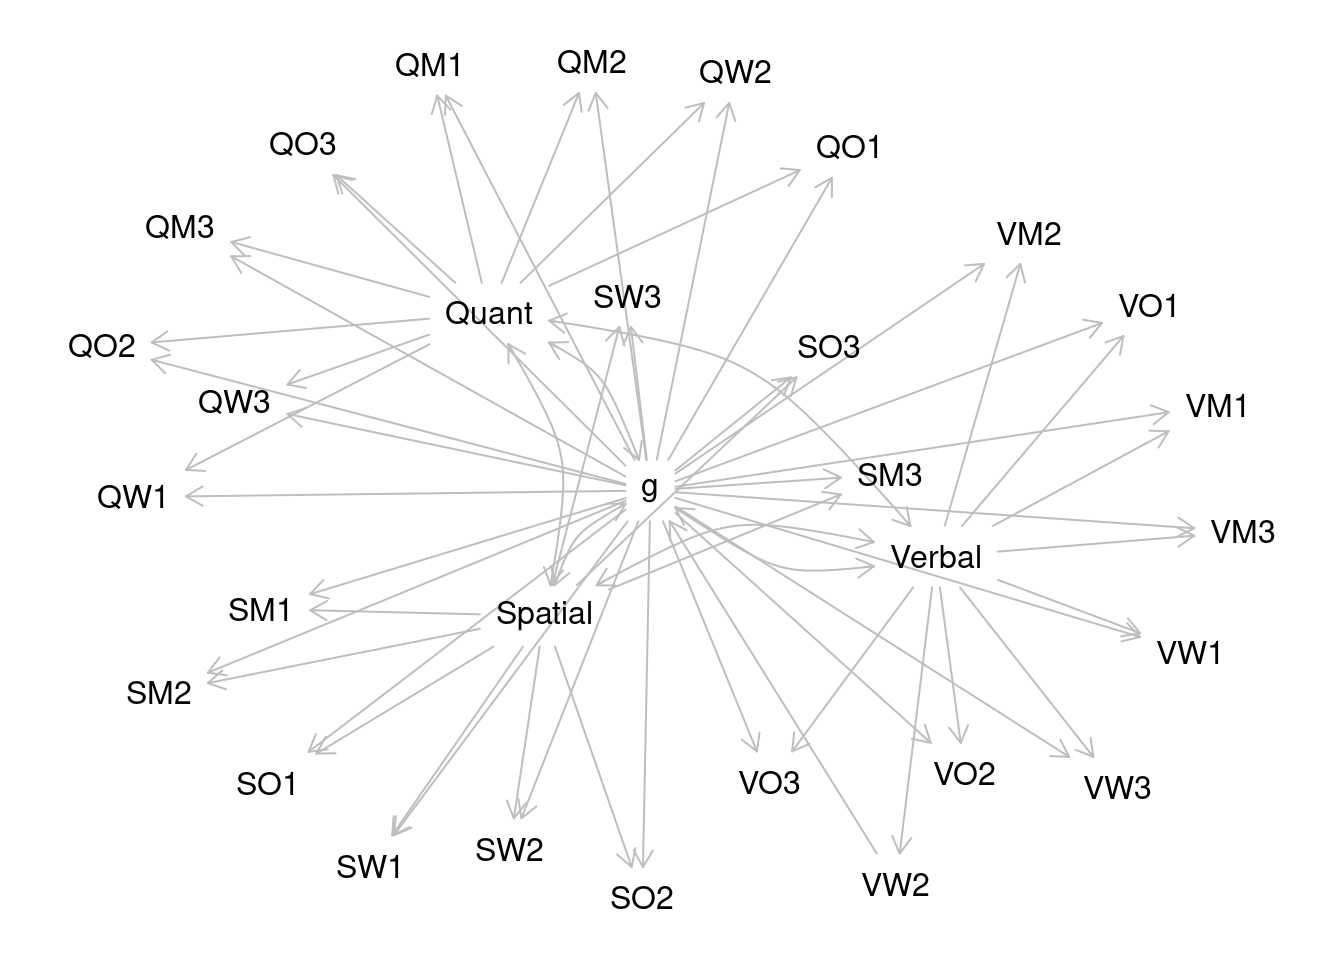 QM1
QM2
QW2
QO3
QO1
QM3
VM2
Quant
SW3
VO1
QO2
SO3
QW3
VM1
g
SM3
QW1
VM3
Verbal
SM1
Spatial
VW1
SM2
SO1
VO3
VO2
VW3
SW1
SW2
VW2
SO2